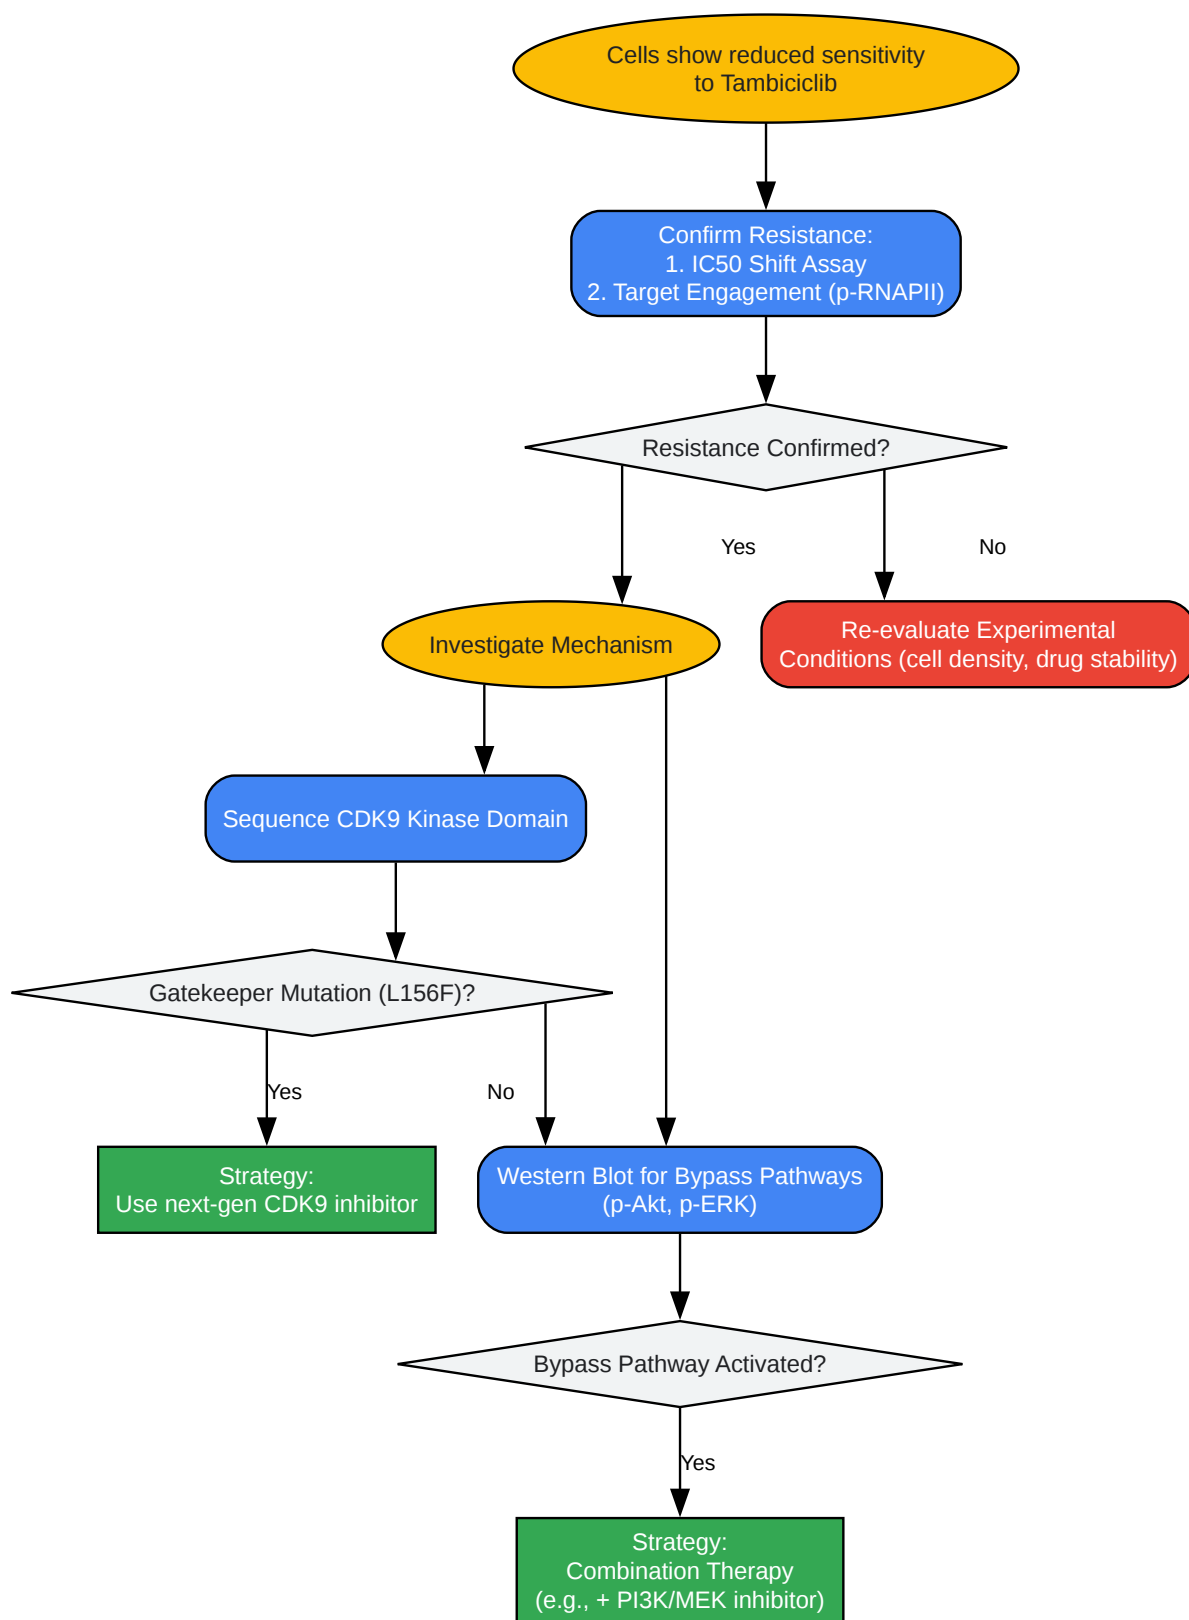 Cells show reduced sensitivity
to Tambiciclib
Confirm Resistance:
1. IC50 Shift Assay
2. Target Engagement (p-RNAPII)
Resistance Confirmed?
Yes
No
Investigate Mechanism
Re-evaluate Experimental
Conditions (cell density, drug stability)
Sequence CDK9 Kinase Domain
Gatekeeper Mutation (L156F)?
Yes
No
Strategy:
Use next-gen CDK9 inhibitor
Western Blot for Bypass Pathways
(p-Akt, p-ERK)
Bypass Pathway Activated?
Yes
Strategy:
Combination Therapy
(e.g., + PI3K/MEK inhibitor)